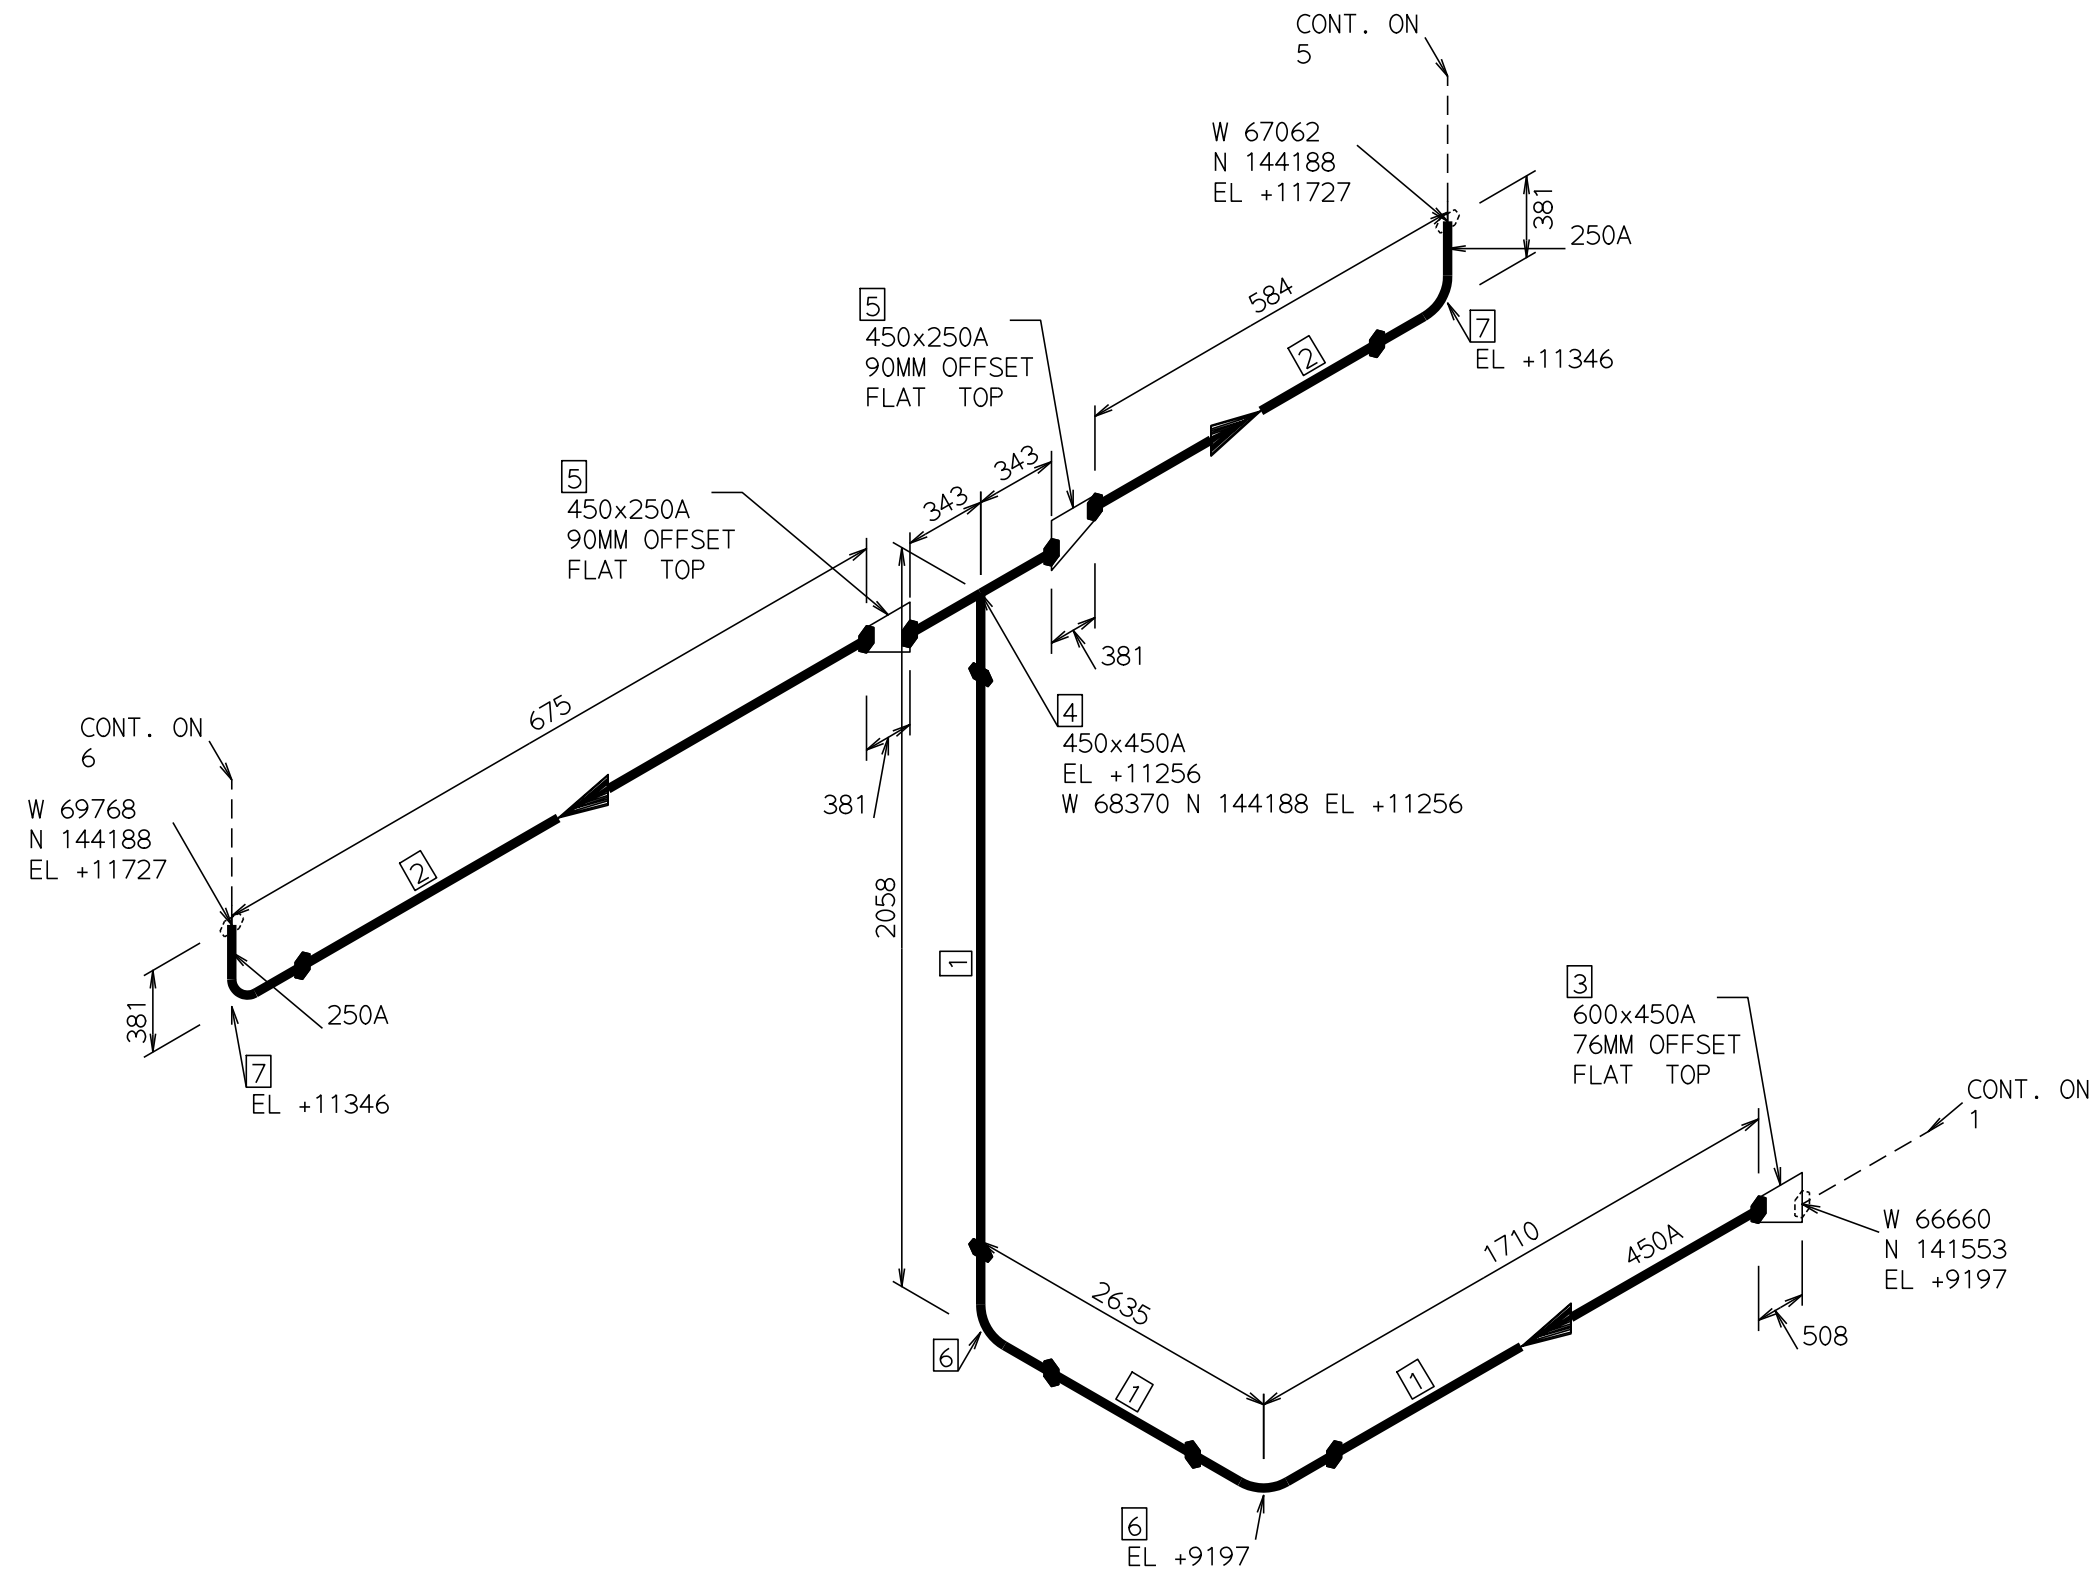 CONT. ON
5
W 67062
N 144188
EL +11727
381
250A
584
7
EL +11346
2
5
450x250A
90MM OFFSET
FLAT TOP
343
343
5
450x250A
90MM OFFSET
FLAT TOP
381
675
4
450x450A
EL +11256
W 68370 N 144188 EL +11256
381
CONT. ON
6
W 69768
N 144188
EL +11727
2
2058
1
381
250A
7
EL +11346
3
600x450A
76MM OFFSET
FLAT TOP
CONT. ON
1
W 66660
N 141553
EL +9197
1710
450A
508
2635
6
1
1
6
EL +9197